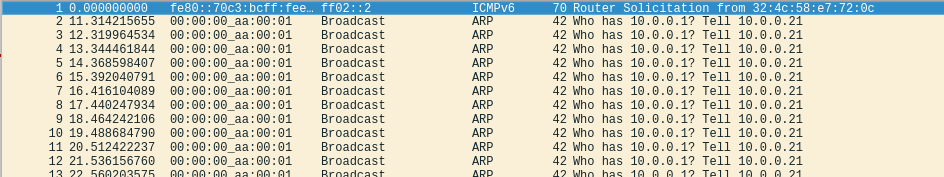 1 0.000000000 fe80::70c3:bcff:fee… ff02::2 ICMPv6 70 Router Solicitation from 32:4c:58:e7:72:0c
2 11.314215655 00:00:00_aa:00:01 Broadcast ARP 42 Who has 10.0.0.1? Tell 10.0.0.21
3 12.319964534 00:00:00_aa:00:01 Broadcast ARP 42 Who has 10.0.0.1? Tell 10.0.0.21
4 13.344461844 00:00:00_aa:00:01 Broadcast ARP 42 Who has 10.0.0.1? Tell 10.0.0.21
5 14.368598407 00:00:00_aa:00:01 Broadcast ARP 42 Who has 10.0.0.1? Tell 10.0.0.21
6 15.392040791 00:00:00_aa:00:01 Broadcast ARP 42 Who has 10.0.0.1? Tell 10.0.0.21
7 16.416104089 00:00:00_aa:00:01 Broadcast ARP 42 Who has 10.0.0.1? Tell 10.0.0.21
8 17.440247934 00:00:00_aa:00:01 Broadcast ARP 42 Who has 10.0.0.1? Tell 10.0.0.21
9 18.464242106 00:00:00_aa:00:01 Broadcast ARP 42 Who has 10.0.0.1? Tell 10.0.0.21
10 19.488684790 00:00:00_aa:00:01 Broadcast ARP 42 Who has 10.0.0.1? Tell 10.0.0.21
11 20.512422237 00:00:00_aa:00:01 Broadcast ARP 42 Who has 10.0.0.1? Tell 10.0.0.21
12 21.536156760 00:00:00_aa:00:01 Broadcast ARP 42 Who has 10.0.0.1? Tell 10.0.0.21
13 22.560203575 00:00:00_aa:00:01 Broadcast ARP 42 Who has 10.0.0.1? Tell 10.0.0.21